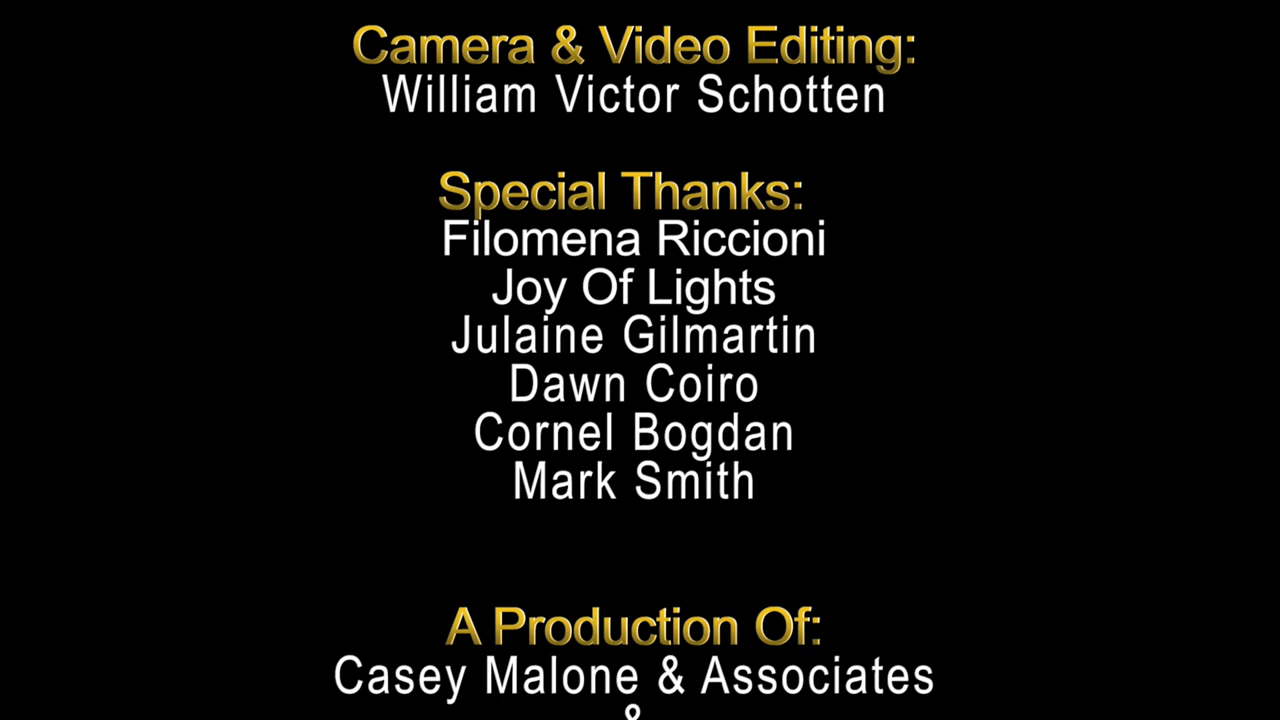 Camera & Video Editing:
William Victor Schotten
Special Thanks:
Filomena Riccioni
Joy Of Lights
Julaine Gilmartin
Dawn Coiro
Cornel Bogdan
Mark Smith
A Production Of:
Casey Malone & Associates
&